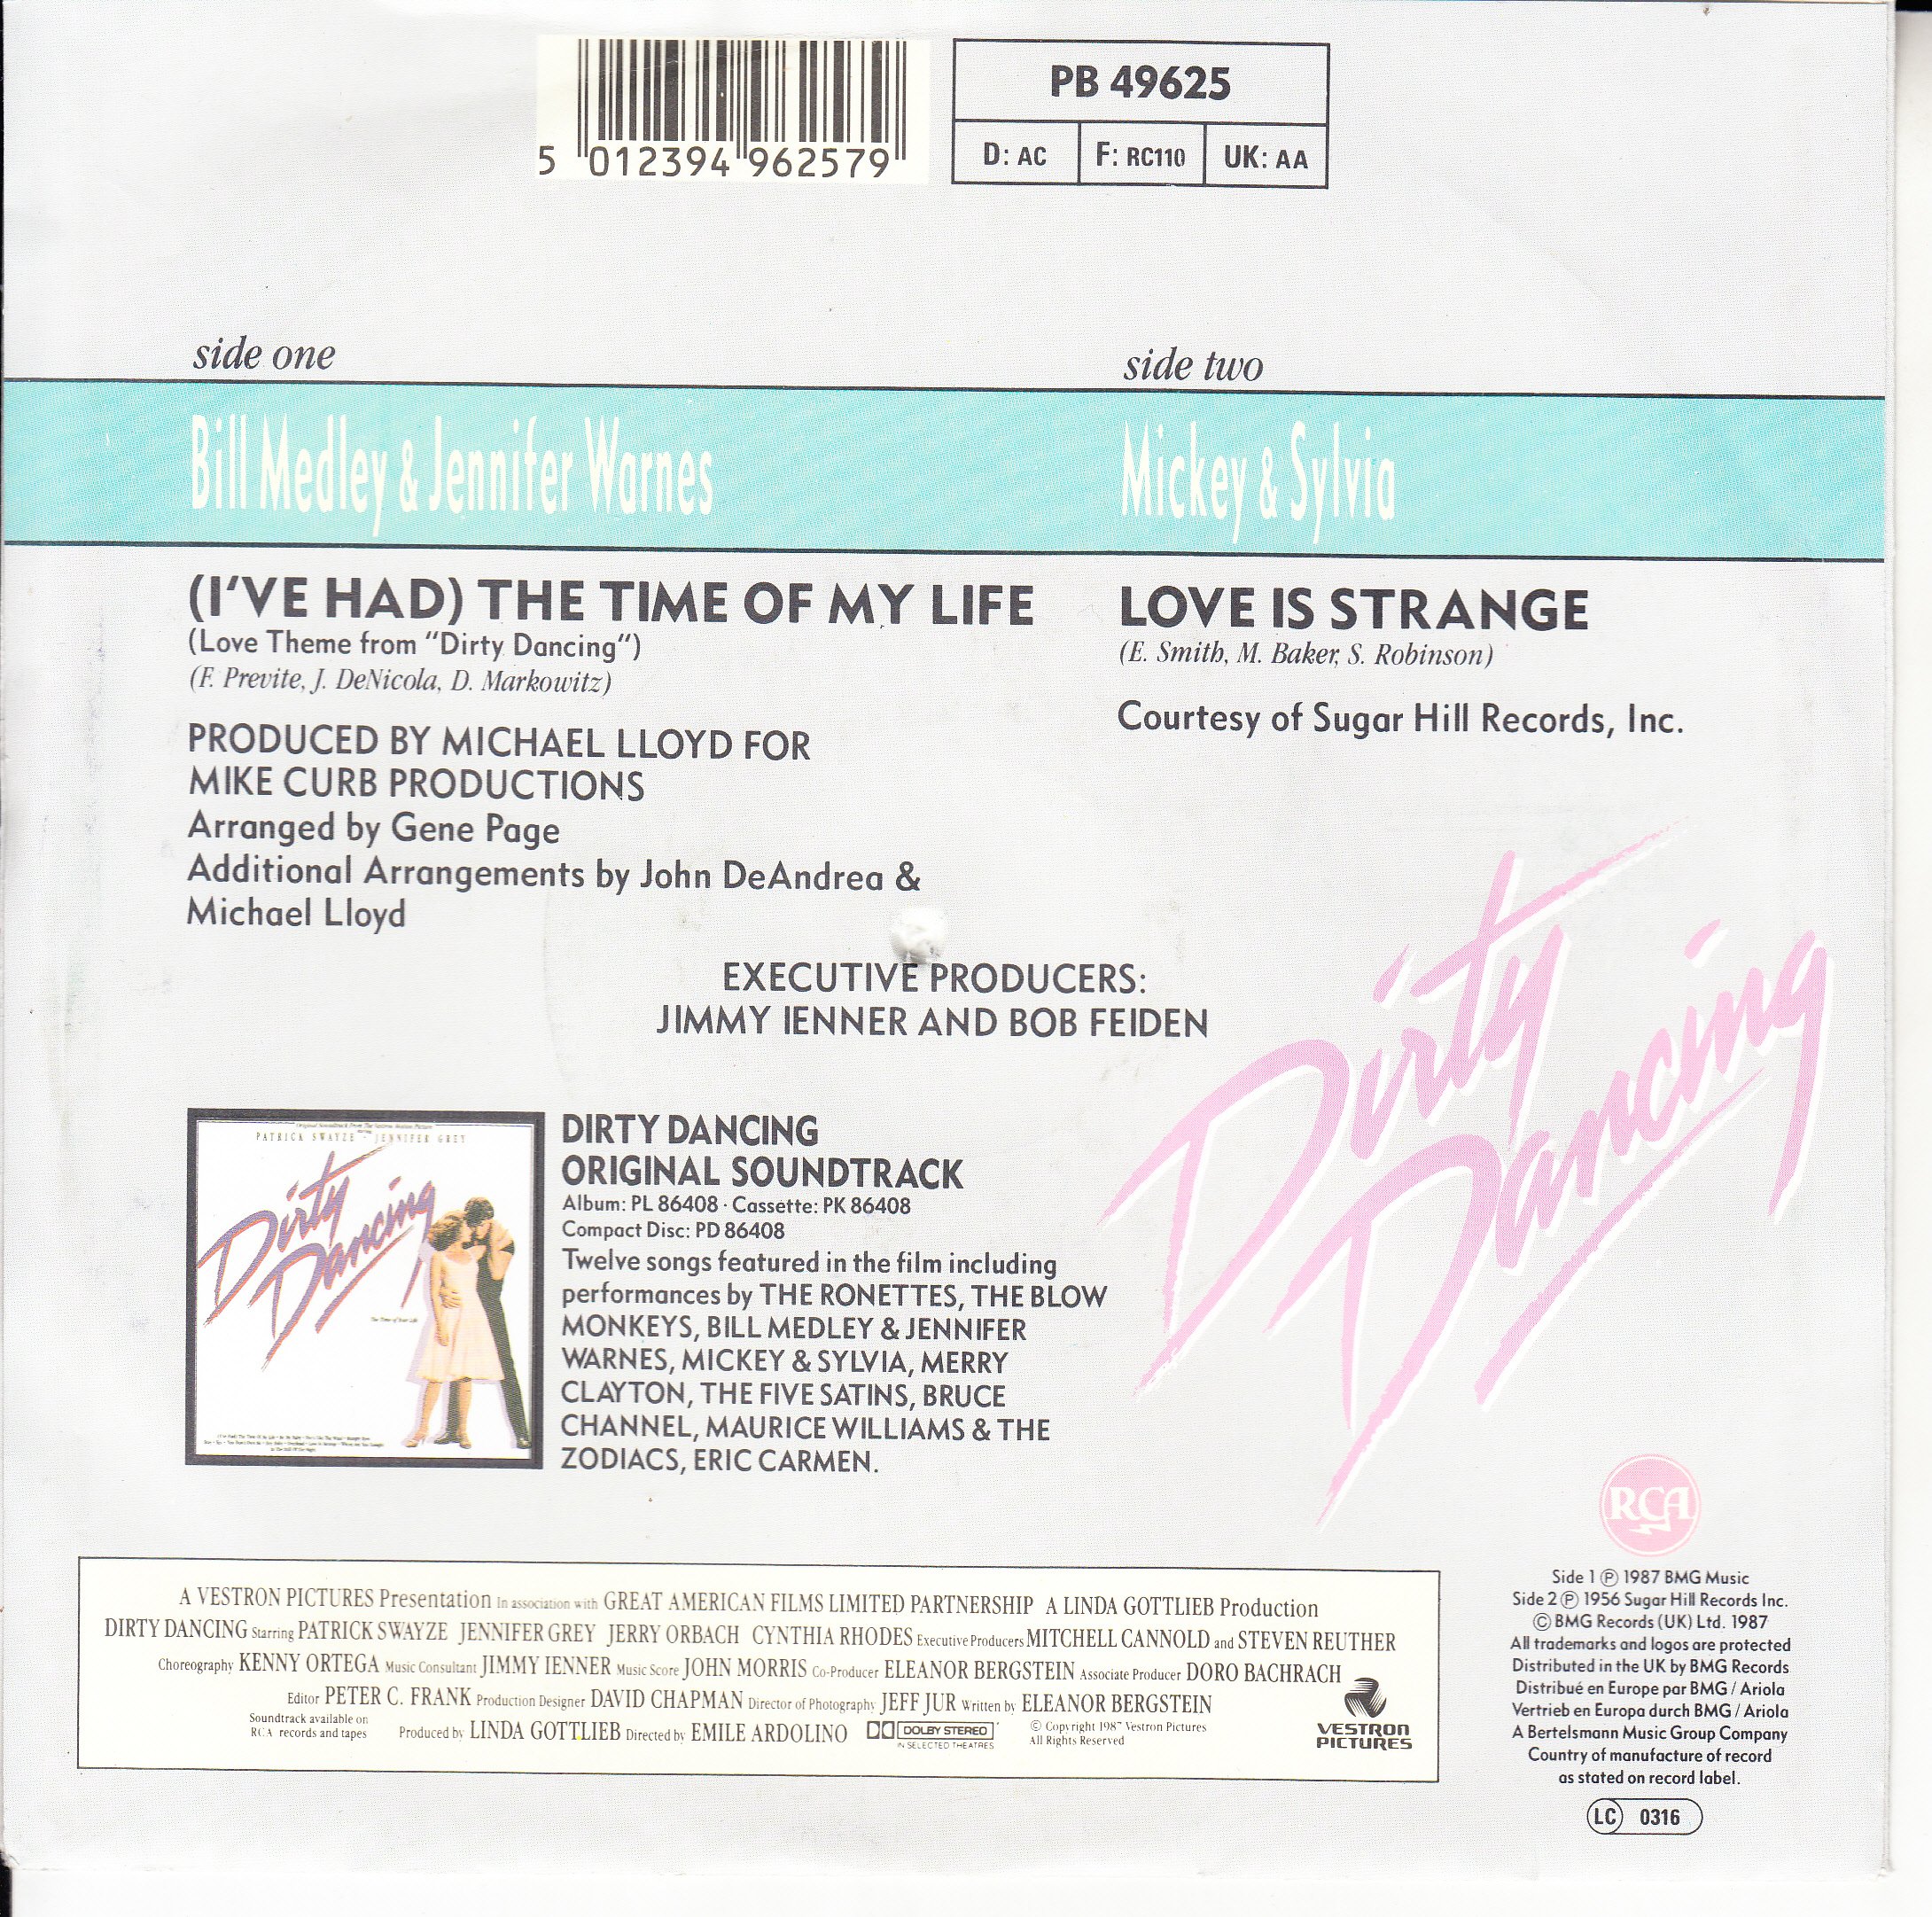 5 012394 962579
PB 49625
D: AC F: RC110 UK: AA
side one
Bill Medley & Jennifer Warnes
(I'VE HAD) THE TIME OF MY LIFE
(Love Theme from "Dirty Dancing")
(F. Previte, J. DeNicola, D. Markowitz)
PRODUCED BY MICHAEL LLOYD FOR
MIKE CURB PRODUCTIONS
Arranged by Gene Page
Additional Arrangements by John DeAndrea &
Michael Lloyd
side two
Mickey & Sylvia
LOVE IS STRANGE
(E. Smith, M. Baker, S. Robinson)
Courtesy of Sugar Hill Records, Inc.
EXECUTIVE PRODUCERS:
JIMMY IENNER AND BOB FEIDEN
Dirty
Dancing
Original Soundtrack From The Vestron Motion Picture
PATRICK SWAYZE JENNIFER GREY
Dirty
Dancing
The Time of Your Life
DIRTY DANCING
ORIGINAL SOUNDTRACK
Album: PL 86408 · Cassette: PK 86408
Compact Disc: PD 86408
Twelve songs featured in the film including
performances by THE RONETTES, THE BLOW
MONKEYS, BILL MEDLEY & JENNIFER
WARNES, MICKEY & SYLVIA, MERRY
CLAYTON, THE FIVE SATINS, BRUCE
CHANNEL, MAURICE WILLIAMS & THE
ZODIACS, ERIC CARMEN.
A VESTRON PICTURES Presentation In association with GREAT AMERICAN FILMS LIMITED PARTNERSHIP A LINDA GOTTLIEB Production
DIRTY DANCING Starring PATRICK SWAYZE JENNIFER GREY JERRY ORBACH CYNTHIA RHODES Executive Producers MITCHELL CANNOLD and STEVEN REUTHER
Choreography KENNY ORTEGA Music Consultant JIMMY IENNER Music Score JOHN MORRIS Co-Producer ELEANOR BERGSTEIN Associate Producer DORO BACHRACH
Editor PETER C. FRANK Production Designer DAVID CHAPMAN Director of Photography JEFF JUR Written by ELEANOR BERGSTEIN
Soundtrack available on
RCA records and tapes
Produced by LINDA GOTTLIEB Directed by EMILE ARDOLINO
DOLBY STEREO
IN SELECTED THEATRES
© Copyright 1987 Vestron Pictures
All Rights Reserved
VESTRON
PICTURES
RCA
Side 1 ℗ 1987 BMG Music
Side 2 ℗ 1956 Sugar Hill Records Inc.
© BMG Records (UK) Ltd. 1987
All trademarks and logos are protected
Distributed in the UK by BMG Records
Distribué en Europe par BMG / Ariola
Vertrieb en Europa durch BMG / Ariola
A Bertelsmann Music Group Company
Country of manufacture of record
as stated on record label.
LC 0316